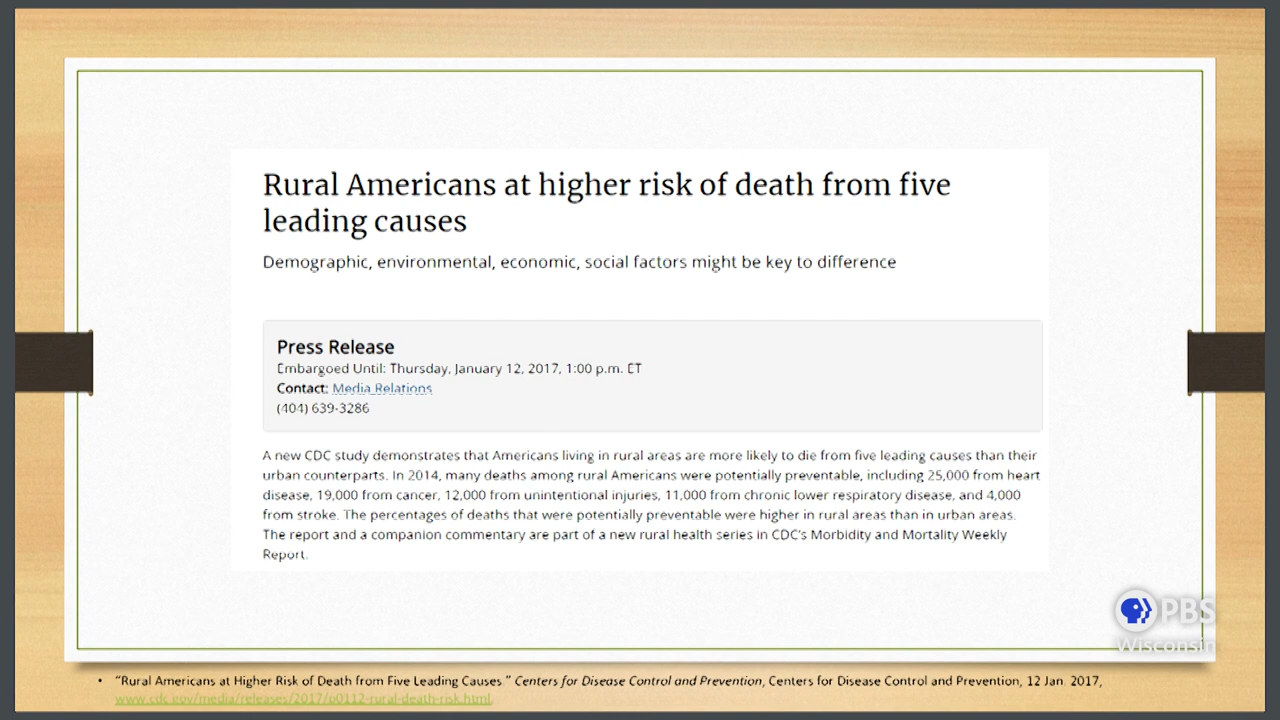 Rural Americans at higher risk of death from five
leading causes
Demographic, environmental, economic, social factors might be key to difference
Press Release
Embargoed Until: Thursday, January 12, 2017, 1:00 p.m. ET
Contact: Media Relations
(404) 639-3286
A new CDC study demonstrates that Americans living in rural areas are more likely to die from five leading causes than their
urban counterparts. In 2014, many deaths among rural Americans were potentially preventable, including 25,000 from heart
disease, 19,000 from cancer, 12,000 from unintentional injuries, 11,000 from chronic lower respiratory disease, and 4,000
from stroke. The percentages of deaths that were potentially preventable were higher in rural areas than in urban areas.
The report and a companion commentary are part of a new rural health series in CDC's Morbidity and Mortality Weekly
Report.
PBS
Wisconsin
• "Rural Americans at Higher Risk of Death from Five Leading Causes." Centers for Disease Control and Prevention, Centers for Disease Control and Prevention, 12 Jan. 2017,
www.cdc.gov/media/releases/2017/p0112-rural-death-risk.html.